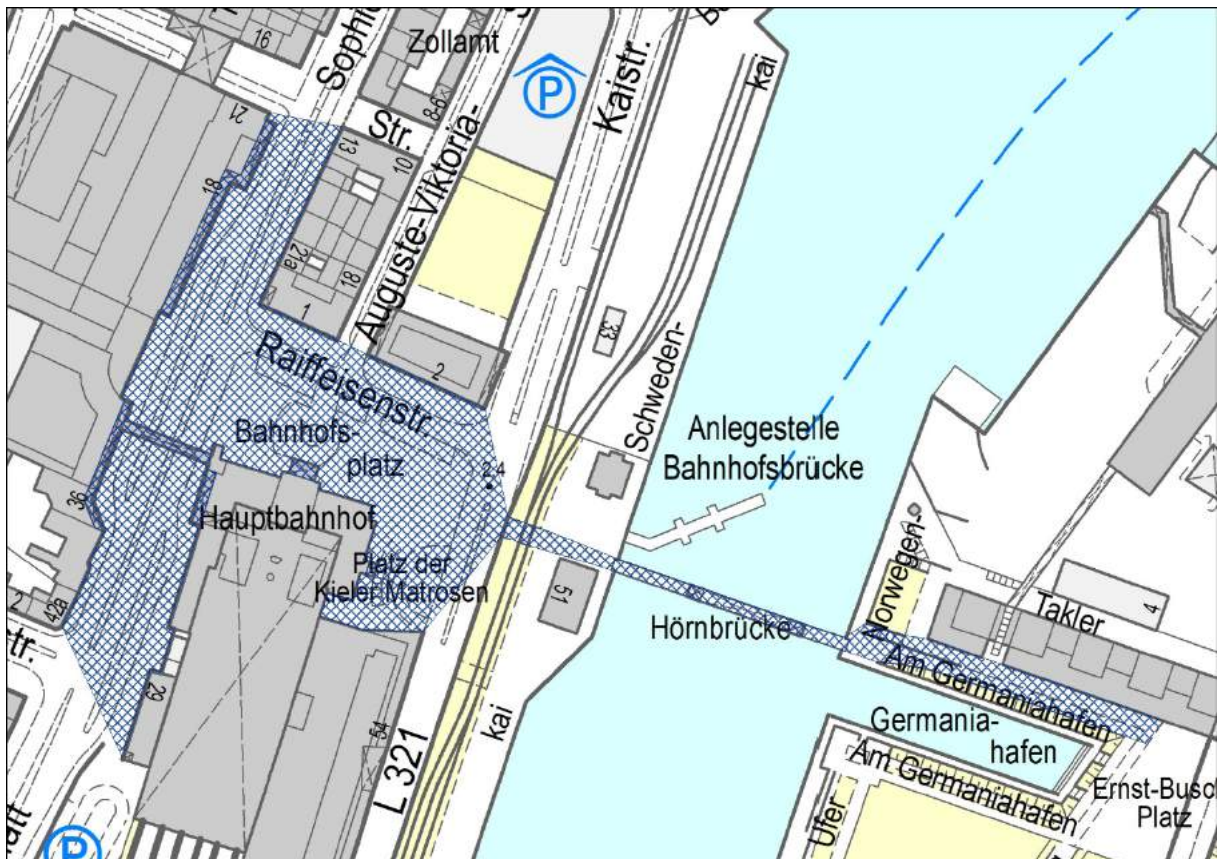 16
Sophie
Zollamt
8-6
P
Kaistr.
kai
21
Str.
13
10
18
Auguste-Viktoria-
21a
18
1
33
Raiffeisenstr.
2
Schweden-
Bahnhofs-
platz
2.4
Anlegestelle
Bahnhofsbrücke
36
Hauptbahnhof
Platz der
Kieler Matrosen
51
Norwegen-
4
Takler
2
42a
str.
Hörnbrücke
Am Germaniahafen
29
54
kai
Germania-
hafen
L 321
Am Germaniahafen
Ernst-Busch
Platz
Ufer
P